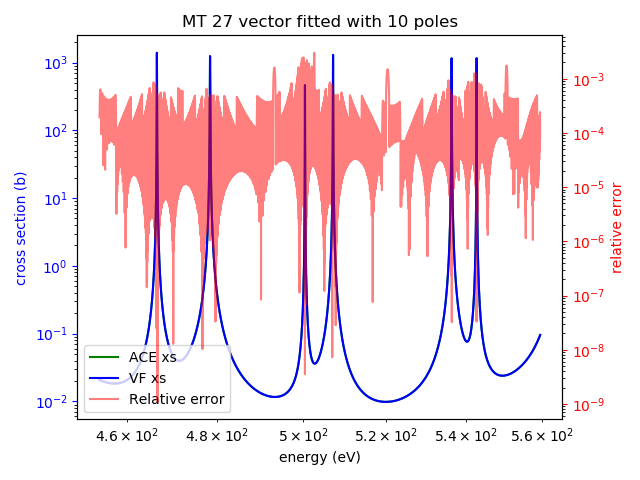 MT 27 vector fitted with 10 poles
cross section (b)
10³
10²
10¹
10⁰
10⁻¹
10⁻²
10⁻³
10⁻⁴
10⁻⁵
10⁻⁶
10⁻⁷
10⁻⁸
10⁻⁹
relative error
ACE xs
VF xs
Relative error
4.6 × 10² 4.8 × 10² 5 × 10² 5.2 × 10² 5.4 × 10² 5.6 × 10²
energy (eV)